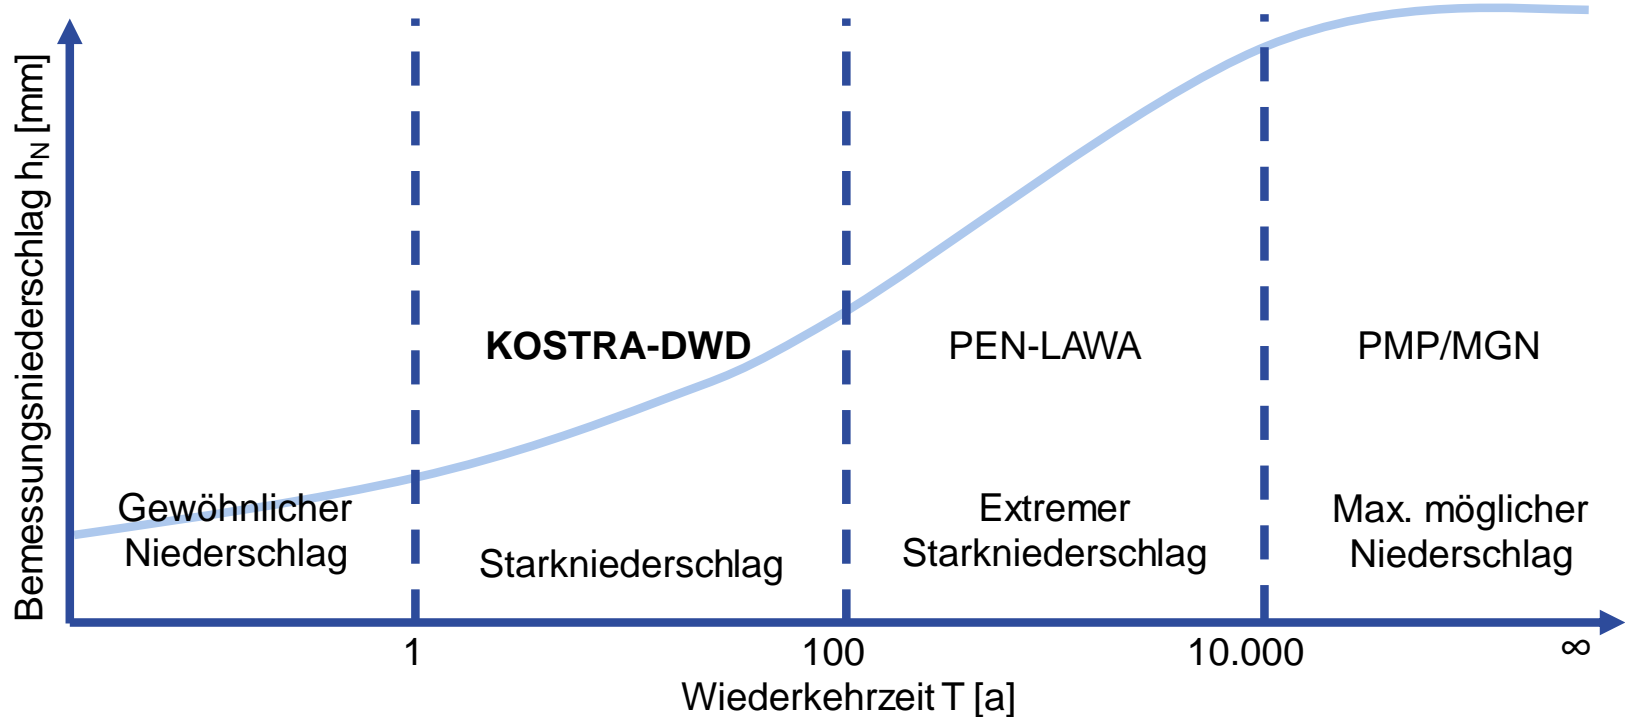 Bemessungsniederschlag hN [mm]
KOSTRA-DWD
PEN-LAWA
PMP/MGN
Gewöhnlicher
Niederschlag
Starkniederschlag
Extremer
Starkniederschlag
Max. möglicher
Niederschlag
1
100
10.000
∞
Wiederkehrzeit T [a]